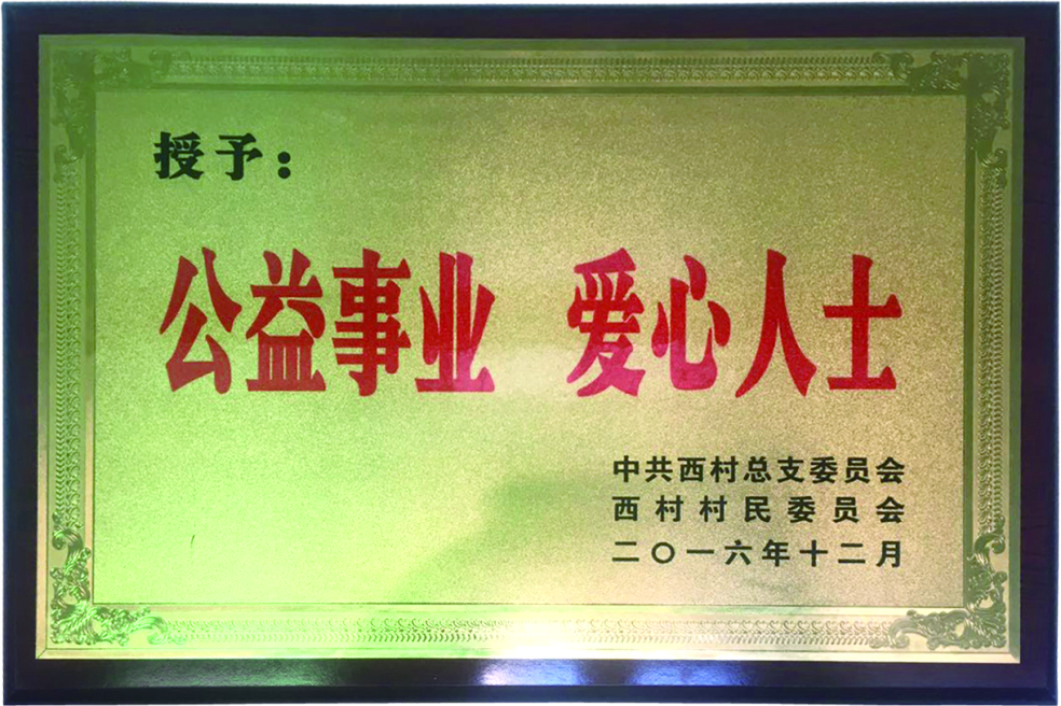 授予：
公益事业 爱心人士
中共西村总支委员会
西村村民委员会
二〇一六年十二月